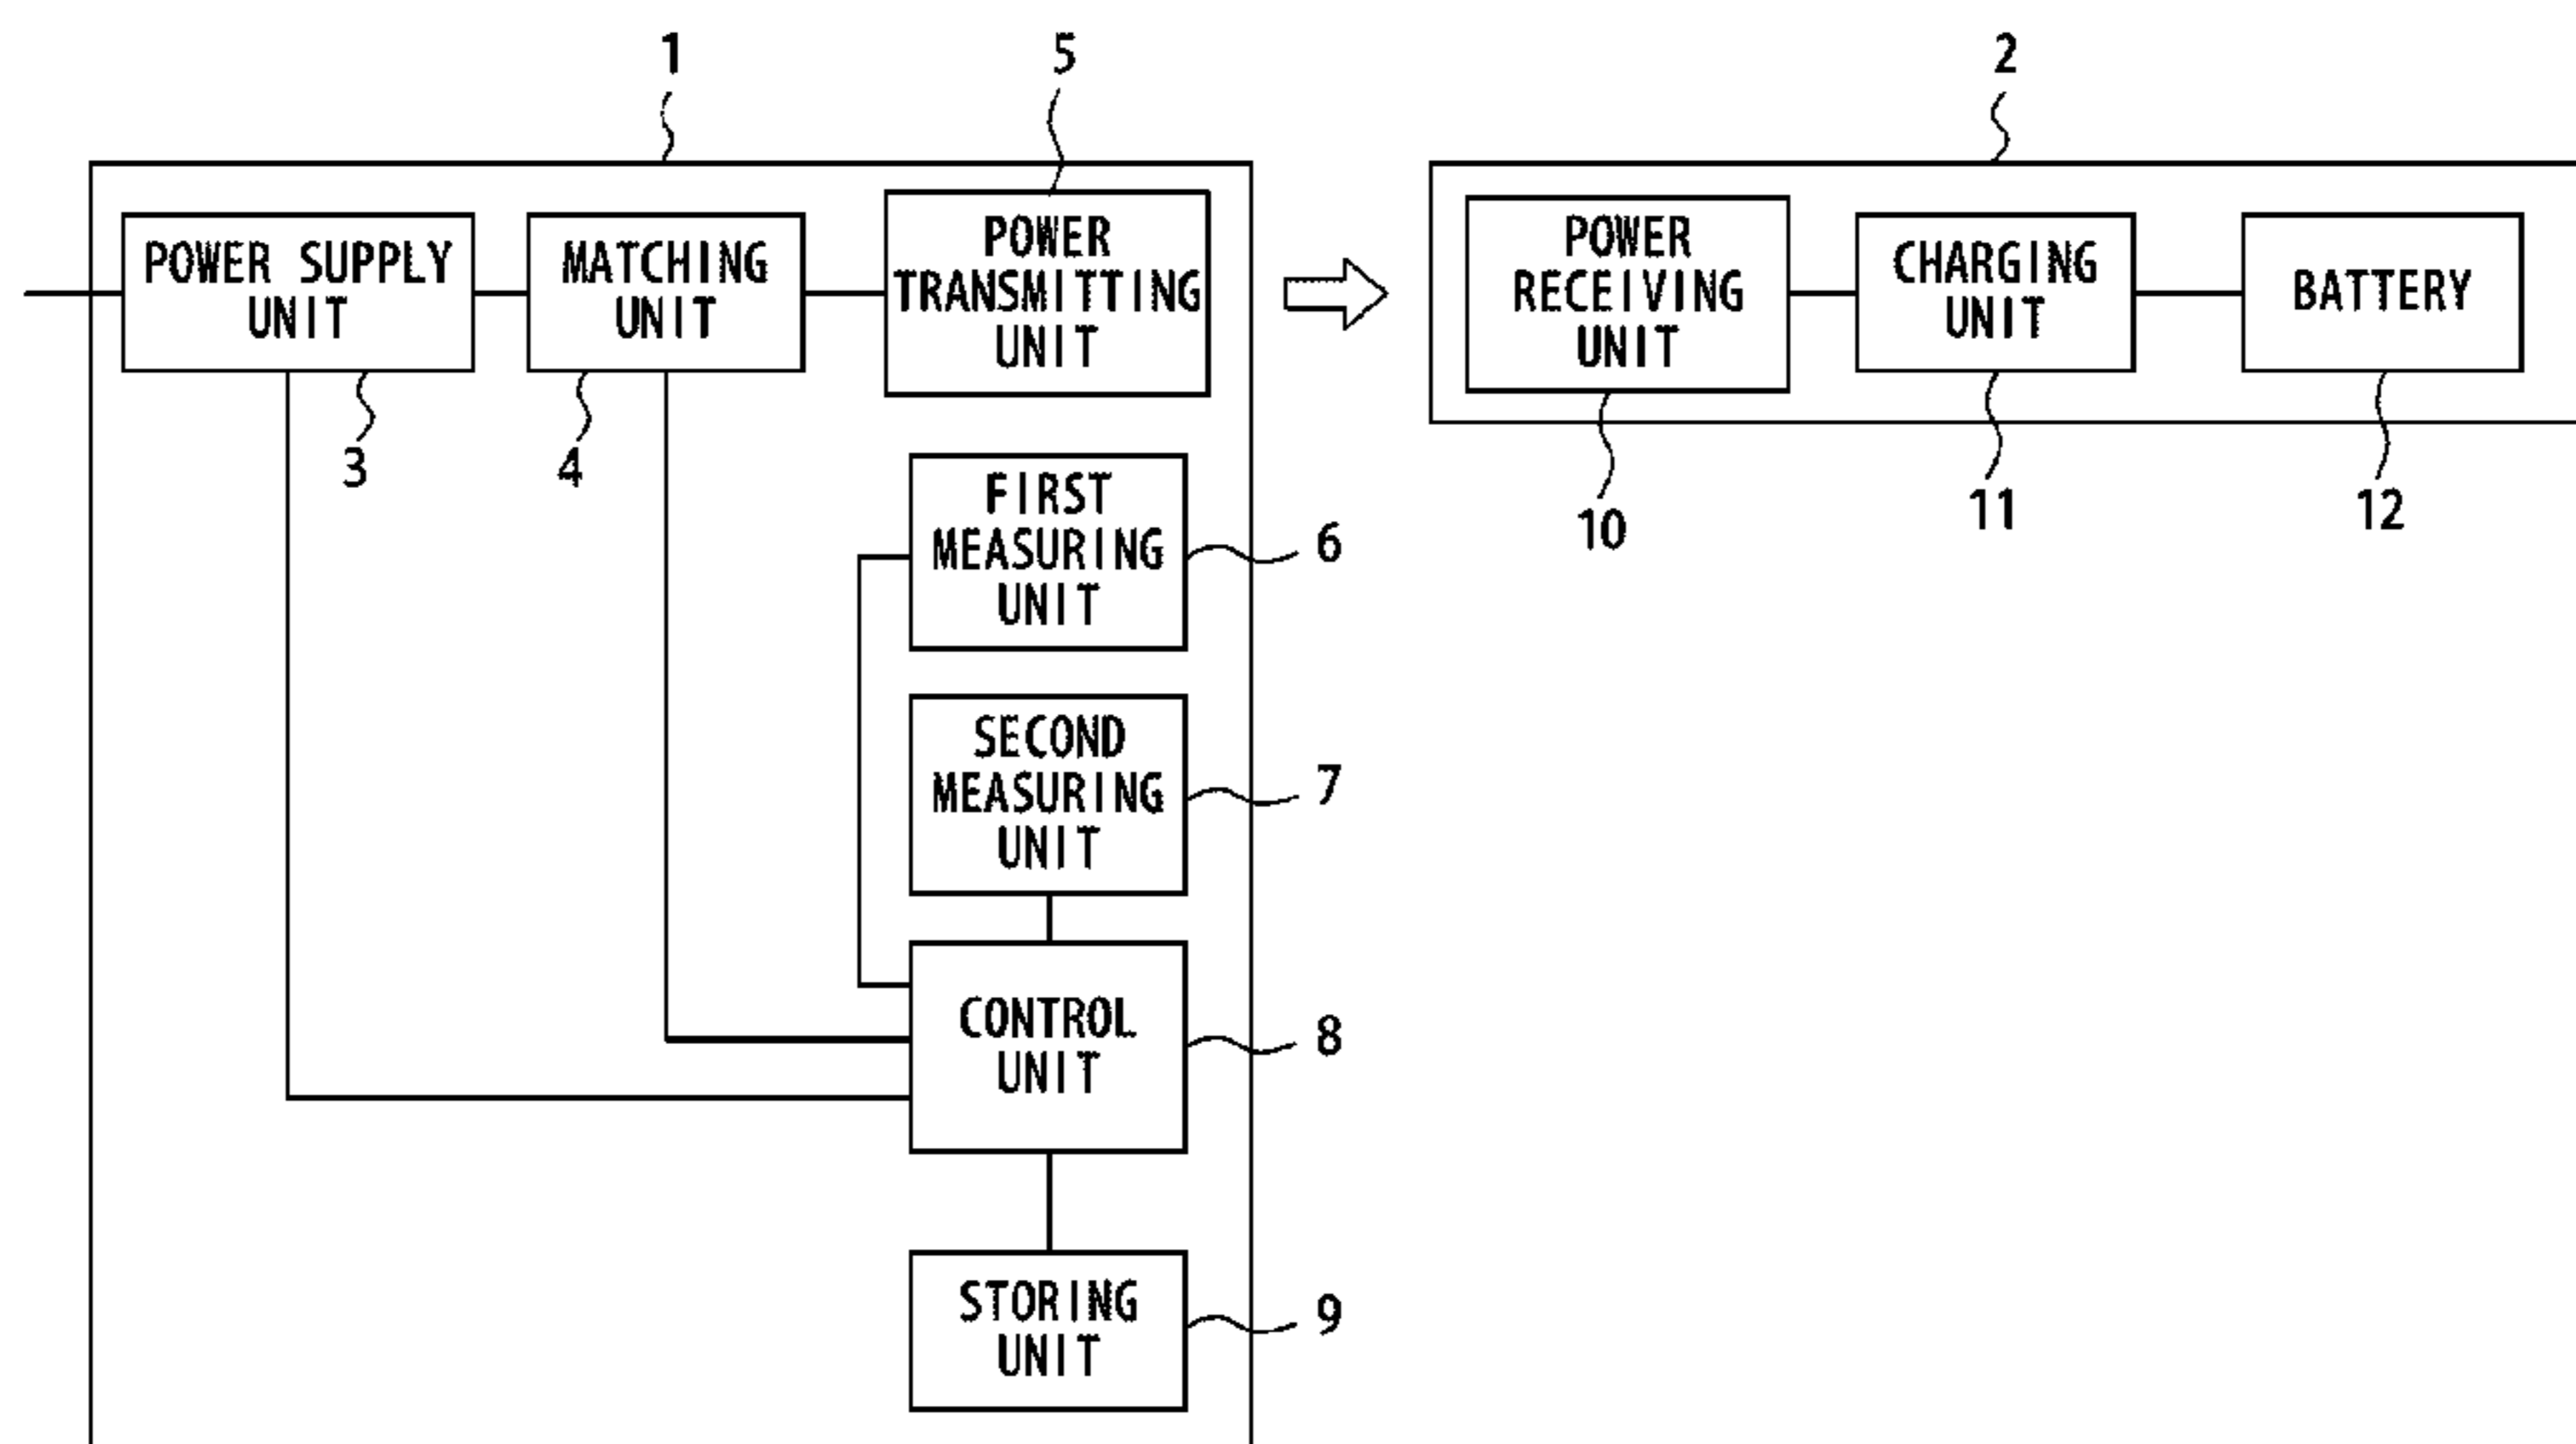 1
5
2
POWER SUPPLY
UNIT
MATCHING
UNIT
POWER
TRANSMITTING
UNIT
POWER
RECEIVING
UNIT
CHARGING
UNIT
BATTERY
3
4
10
11
12
FIRST
MEASURING
UNIT
6
SECOND
MEASURING
UNIT
7
CONTROL
UNIT
8
STORING
UNIT
9